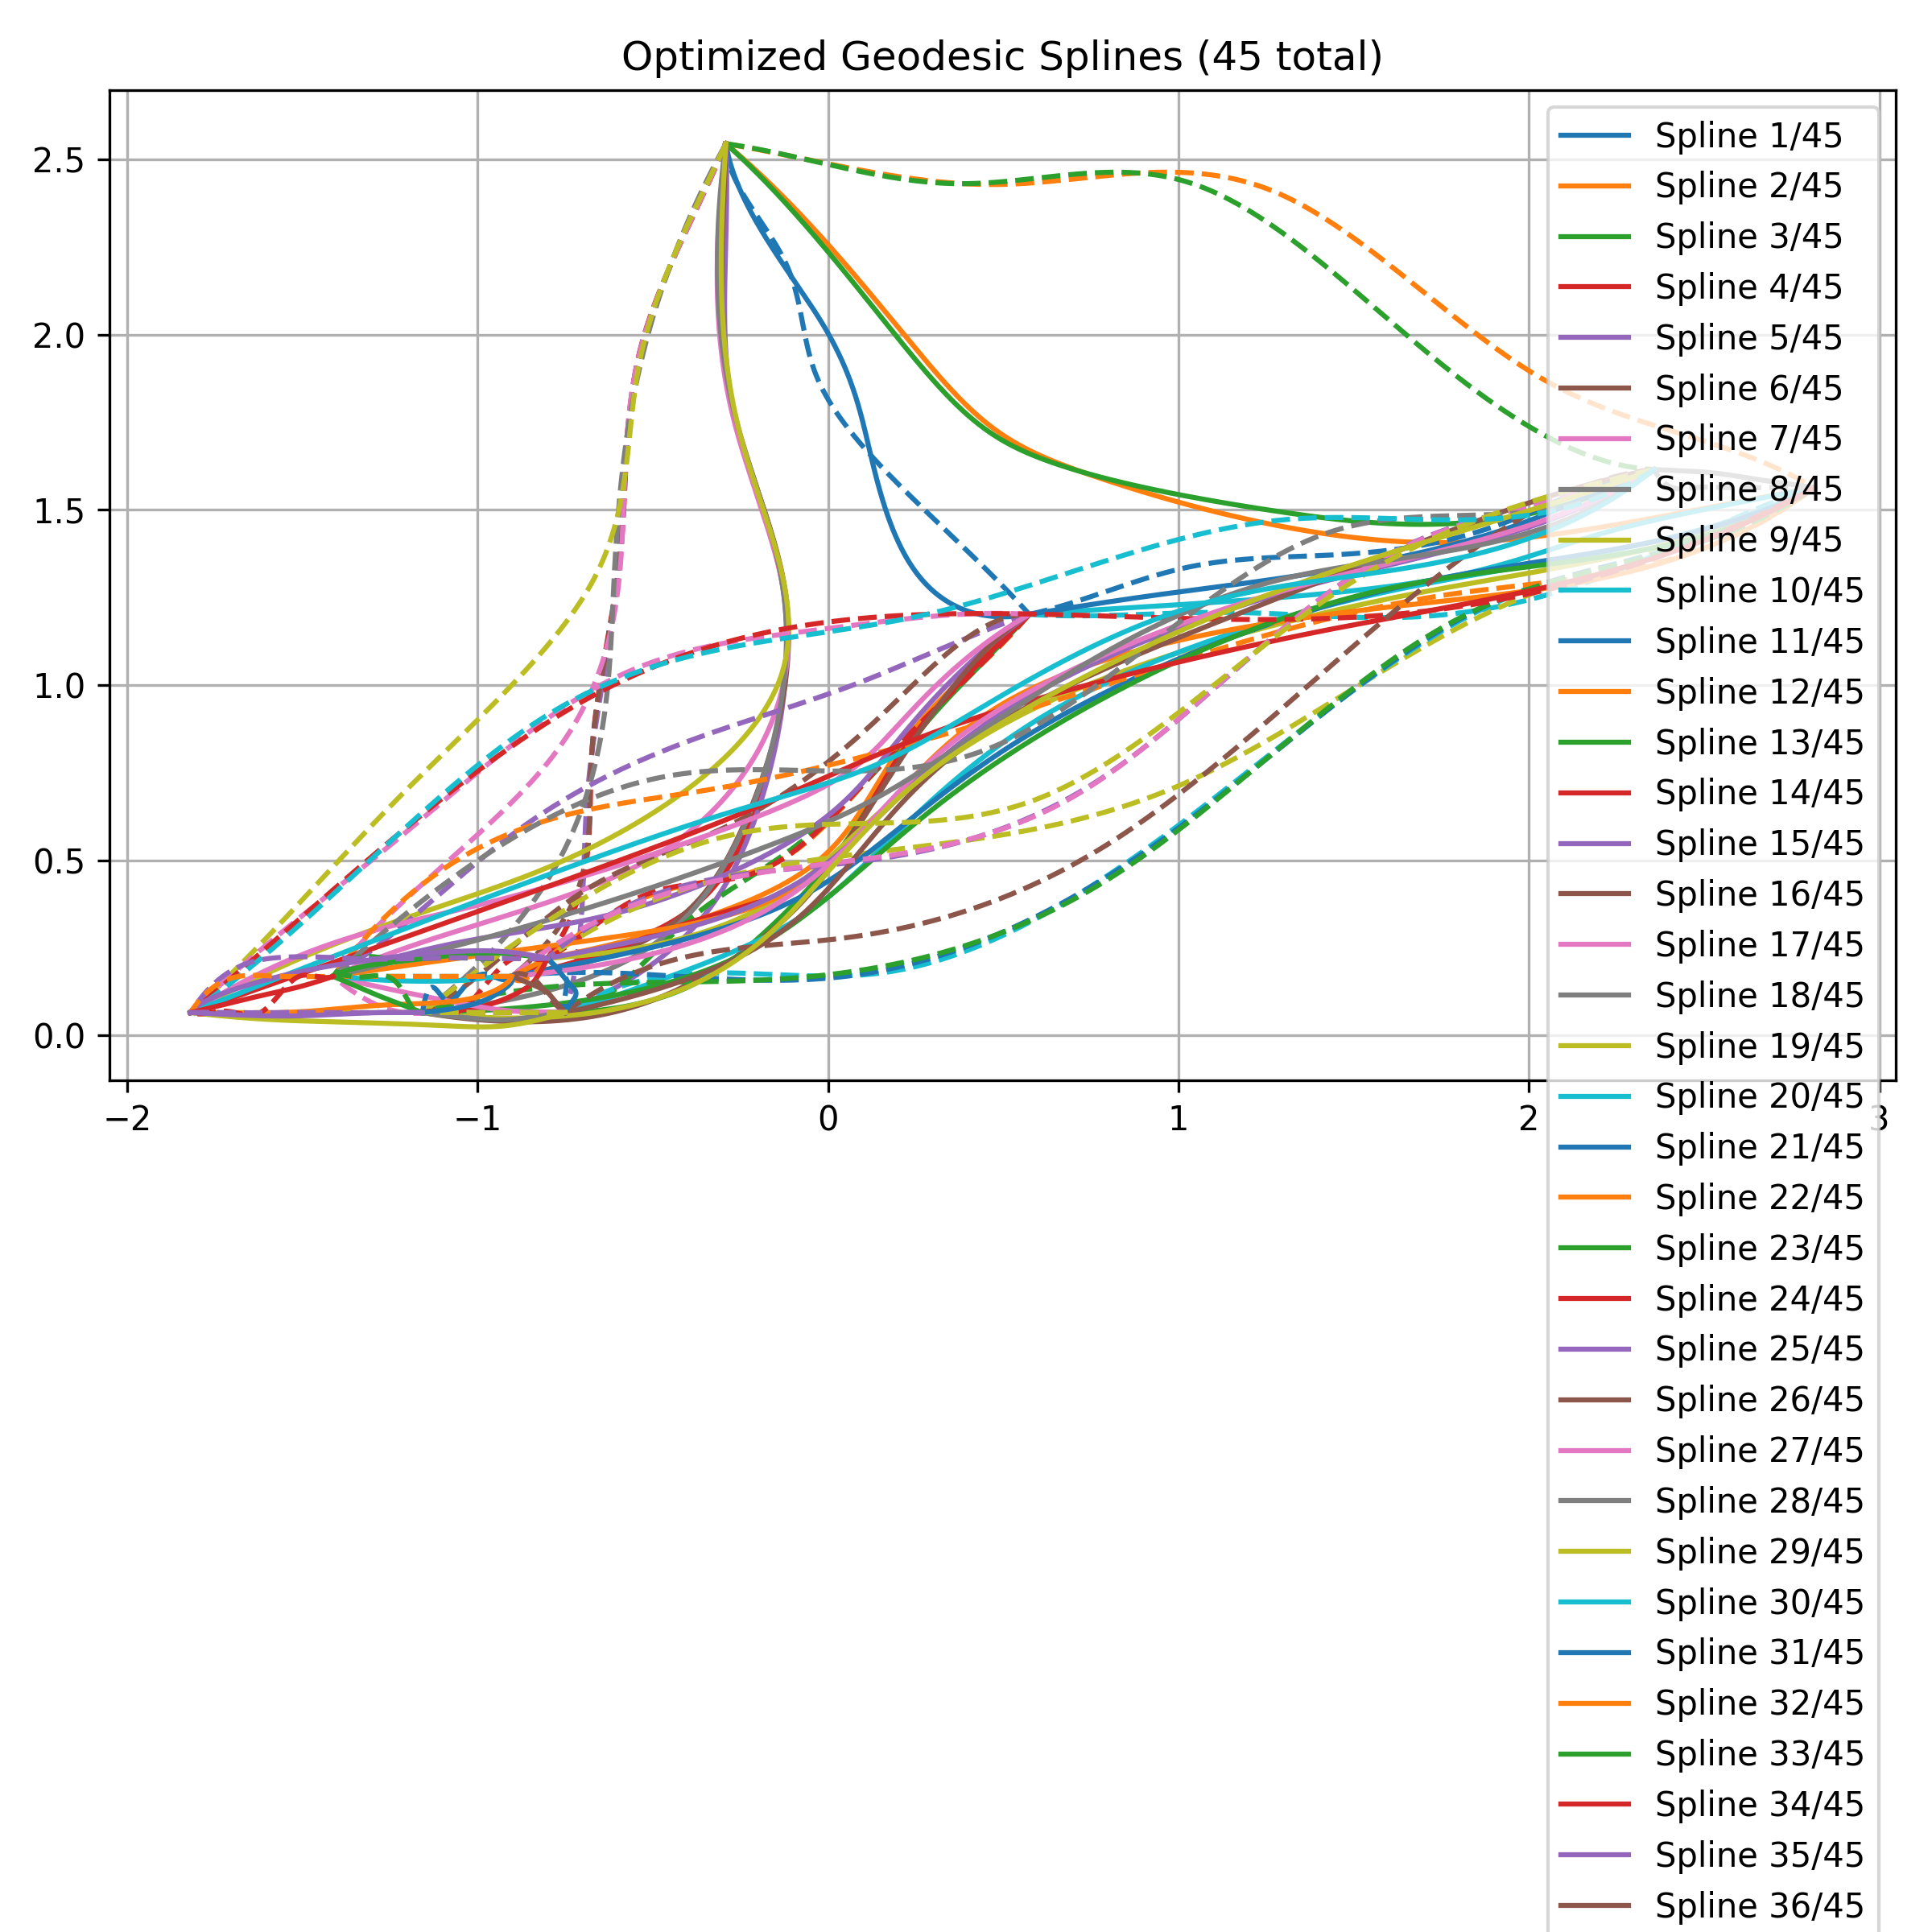 Optimized Geodesic Splines (45 total)
2.5
2.0
1.5
1.0
0.5
0.0
−2
−1
0
1
2
3
Spline 1/45
Spline 2/45
Spline 3/45
Spline 4/45
Spline 5/45
Spline 6/45
Spline 7/45
Spline 8/45
Spline 9/45
Spline 10/45
Spline 11/45
Spline 12/45
Spline 13/45
Spline 14/45
Spline 15/45
Spline 16/45
Spline 17/45
Spline 18/45
Spline 19/45
Spline 20/45
Spline 21/45
Spline 22/45
Spline 23/45
Spline 24/45
Spline 25/45
Spline 26/45
Spline 27/45
Spline 28/45
Spline 29/45
Spline 30/45
Spline 31/45
Spline 32/45
Spline 33/45
Spline 34/45
Spline 35/45
Spline 36/45